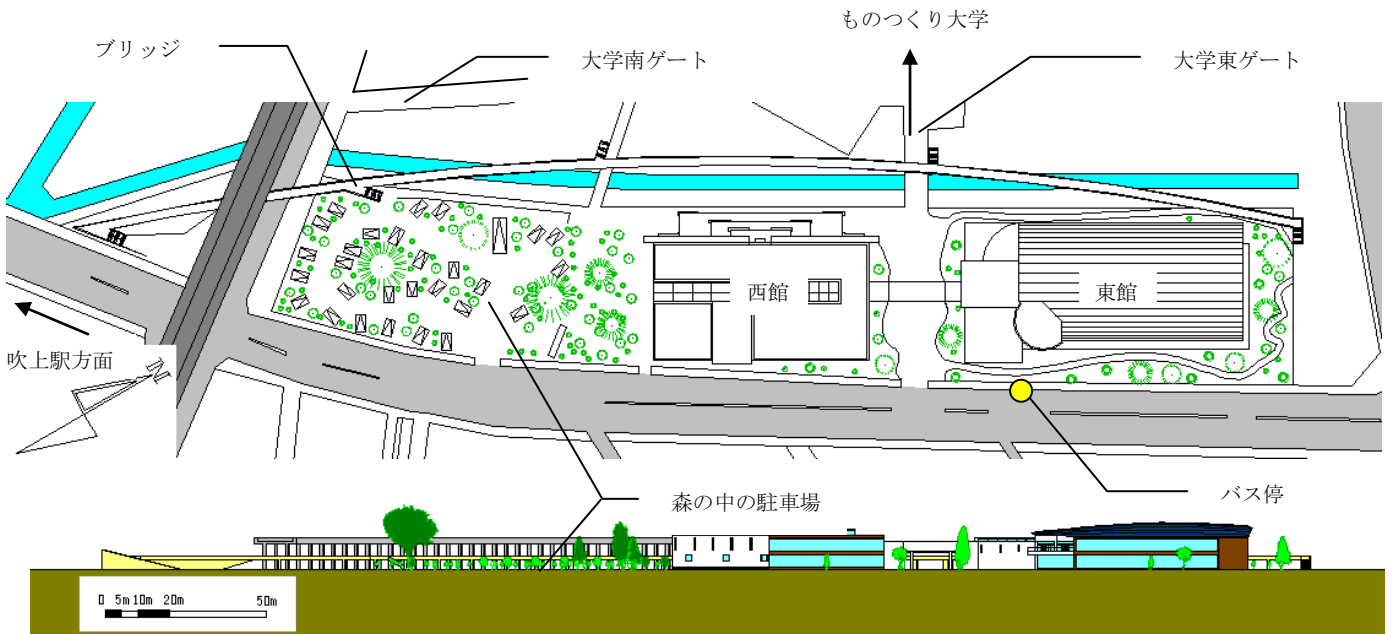 ものつくり大学
ブリッジ
大学南ゲート
大学東ゲート
西館
東館
吹上駅方面
N
森の中の駐車場
バス停
0 5m 10m 20m 50m